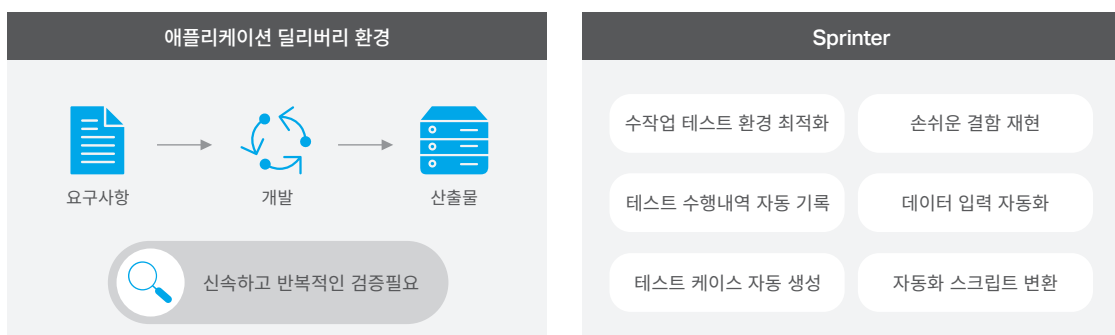 애플리케이션 딜리버리 환경
요구사항
개발
산출물
신속하고 반복적인 검증필요
Sprinter
수작업 테스트 환경 최적화
손쉬운 결함 재현
테스트 수행내역 자동 기록
데이터 입력 자동화
테스트 케이스 자동 생성
자동화 스크립트 변환